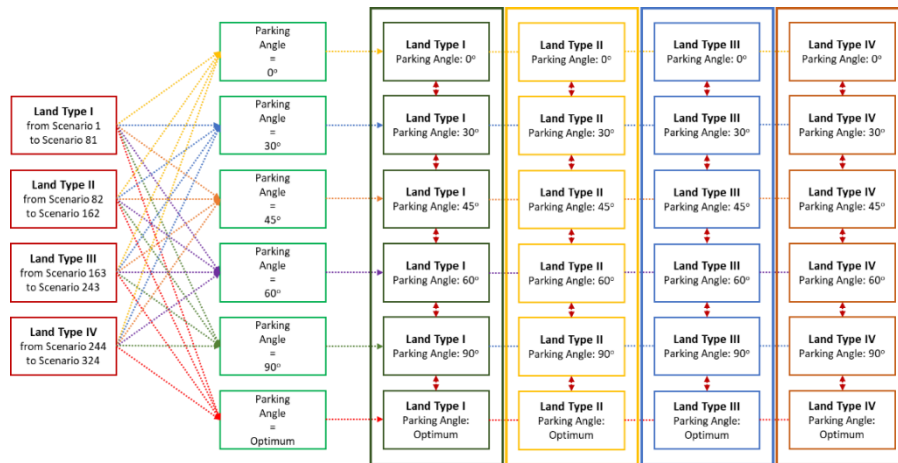 Land Type I
from Scenario 1
to Scenario 81
Land Type II
from Scenario 82
to Scenario 162
Land Type III
from Scenario 163
to Scenario 243
Land Type IV
from Scenario 244
to Scenario 324
Parking
Angle
=
0°
Parking
Angle
=
30°
Parking
Angle
=
45°
Parking
Angle
=
60°
Parking
Angle
=
90°
Parking
Angle
=
Optimum
Land Type I
Parking Angle: 0°
Land Type I
Parking Angle: 30°
Land Type I
Parking Angle: 45°
Land Type I
Parking Angle: 60°
Land Type I
Parking Angle: 90°
Land Type I
Parking Angle:
Optimum
Land Type II
Parking Angle: 0°
Land Type II
Parking Angle: 30°
Land Type II
Parking Angle: 45°
Land Type II
Parking Angle: 60°
Land Type II
Parking Angle: 90°
Land Type II
Parking Angle:
Optimum
Land Type III
Parking Angle: 0°
Land Type III
Parking Angle: 30°
Land Type III
Parking Angle: 45°
Land Type III
Parking Angle: 60°
Land Type III
Parking Angle: 90°
Land Type III
Parking Angle:
Optimum
Land Type IV
Parking Angle: 0°
Land Type IV
Parking Angle: 30°
Land Type IV
Parking Angle: 45°
Land Type IV
Parking Angle: 60°
Land Type IV
Parking Angle: 90°
Land Type IV
Parking Angle:
Optimum